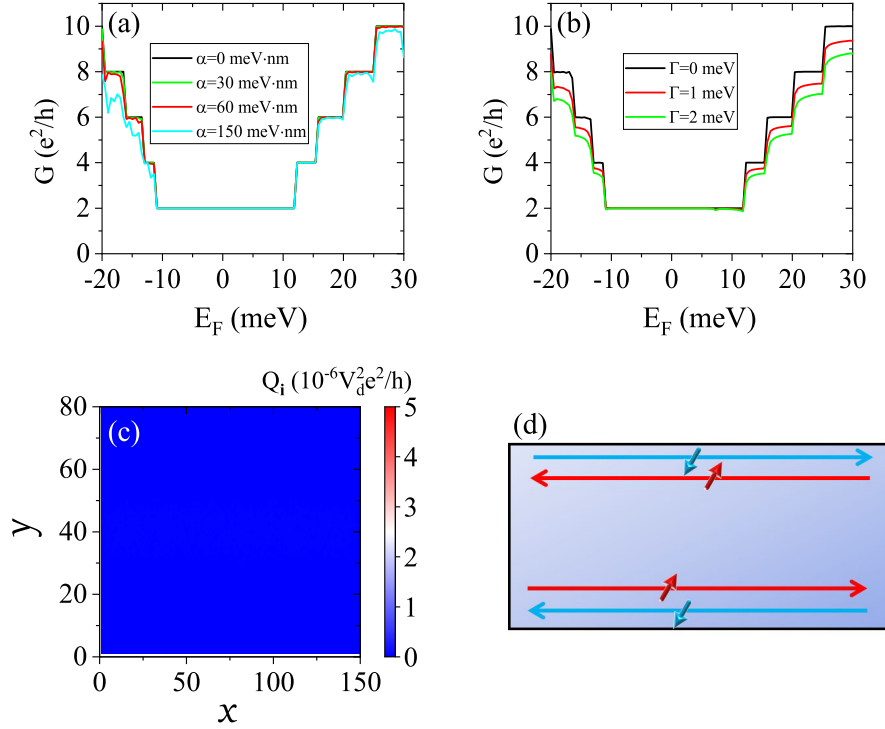 (a)
α=0 meV·nm
α=30 meV·nm
α=60 meV·nm
α=150 meV·nm
G (e²/h)
10
8
6
4
2
0
-20 -10 0 10 20 30
E_F (meV)
(b)
Γ=0 meV
Γ=1 meV
Γ=2 meV
G (e²/h)
10
8
6
4
2
0
-20 -10 0 10 20 30
E_F (meV)
Q_i (10⁻⁶V_d²e²/h)
(c)
y
80
60
40
20
0
0 50 100 150
x
5
4
3
2
1
0
(d)